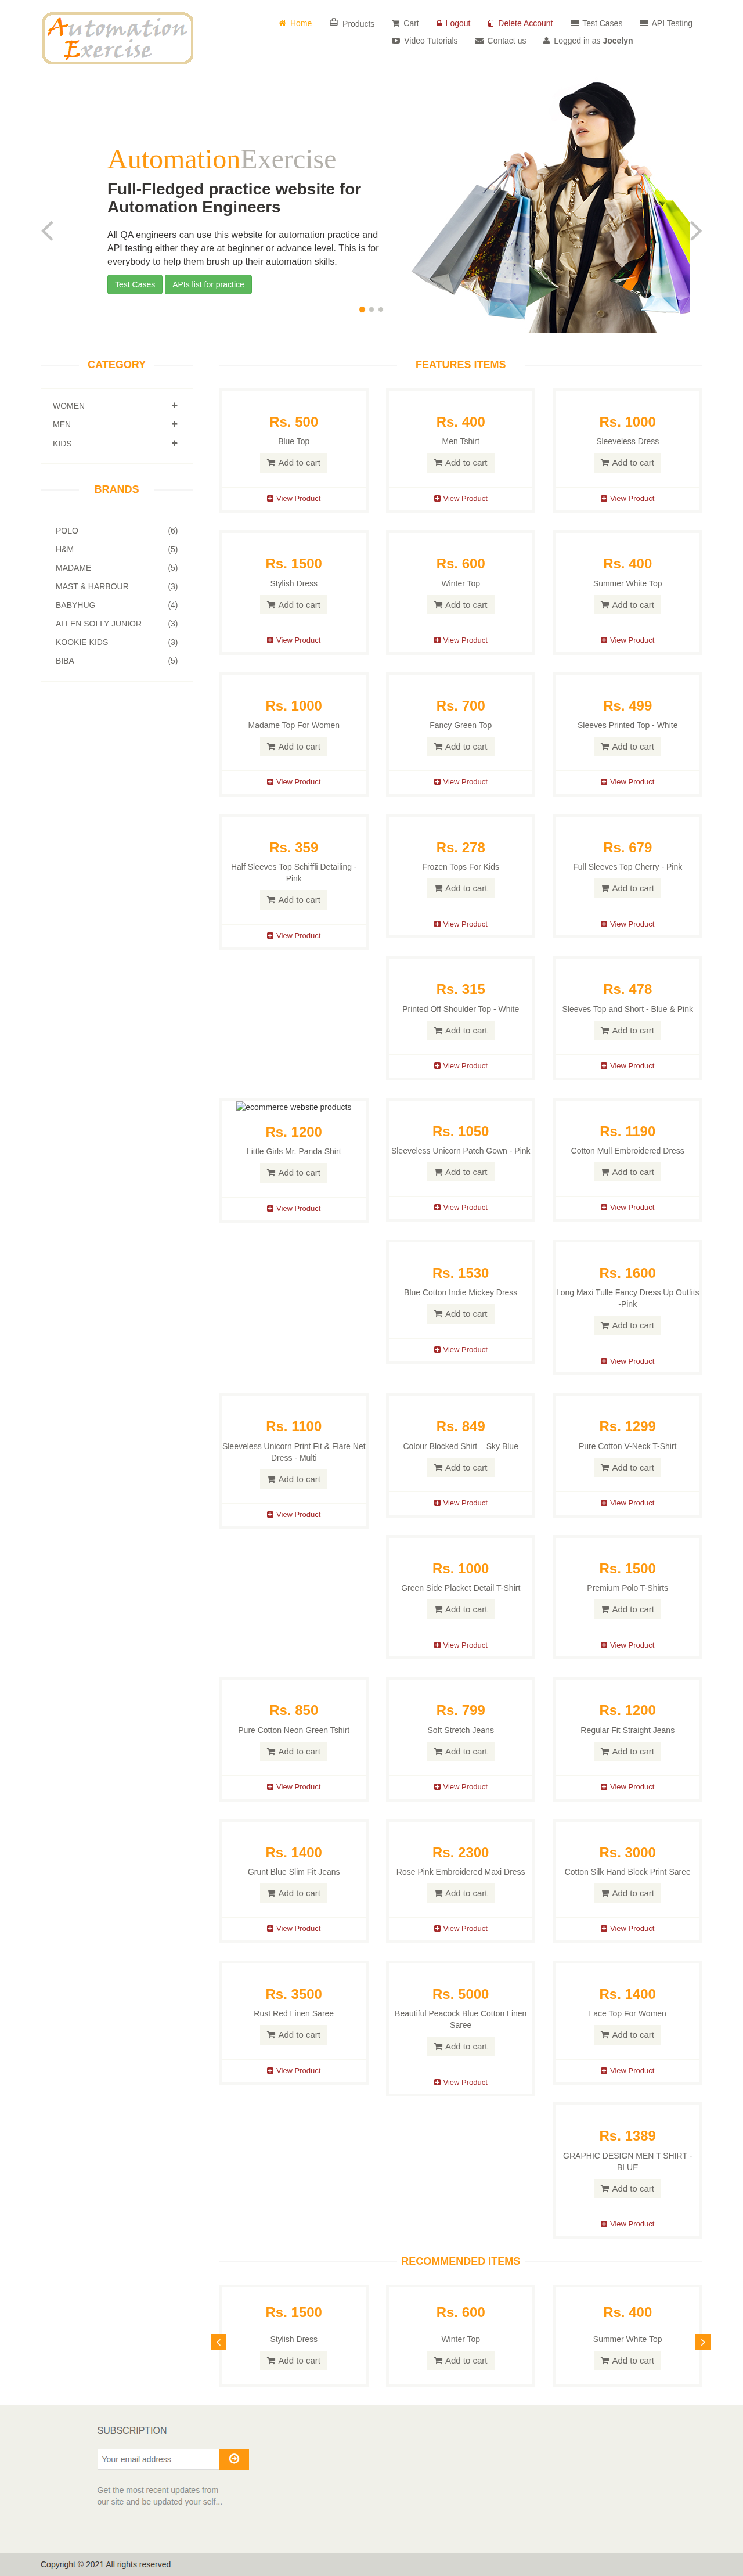 Automation
Exercise
Home
Products
Cart
Logout
Delete Account
Test Cases
API Testing
Video Tutorials
Contact us
Logged in as Jocelyn
AutomationExercise
Full-Fledged practice website for
Automation Engineers
All QA engineers can use this website for automation practice and
API testing either they are at beginner or advance level. This is for
everybody to help them brush up their automation skills.
Test Cases
APIs list for practice
CATEGORY
WOMEN
MEN
KIDS
BRANDS
POLO (6)
H&M (5)
MADAME (5)
MAST & HARBOUR (3)
BABYHUG (4)
ALLEN SOLLY JUNIOR (3)
KOOKIE KIDS (3)
BIBA (5)
FEATURES ITEMS
Rs. 500
Blue Top
Add to cart
View Product
Rs. 400
Men Tshirt
Add to cart
View Product
Rs. 1000
Sleeveless Dress
Add to cart
View Product
Rs. 1500
Stylish Dress
Add to cart
View Product
Rs. 600
Winter Top
Add to cart
View Product
Rs. 400
Summer White Top
Add to cart
View Product
Rs. 1000
Madame Top For Women
Add to cart
View Product
Rs. 700
Fancy Green Top
Add to cart
View Product
Rs. 499
Sleeves Printed Top - White
Add to cart
View Product
Rs. 359
Half Sleeves Top Schiffli Detailing -
Pink
Add to cart
View Product
Rs. 278
Frozen Tops For Kids
Add to cart
View Product
Rs. 679
Full Sleeves Top Cherry - Pink
Add to cart
View Product
Rs. 315
Printed Off Shoulder Top - White
Add to cart
View Product
Rs. 478
Sleeves Top and Short - Blue & Pink
Add to cart
View Product
ecommerce website products
Rs. 1200
Little Girls Mr. Panda Shirt
Add to cart
View Product
Rs. 1050
Sleeveless Unicorn Patch Gown - Pink
Add to cart
View Product
Rs. 1190
Cotton Mull Embroidered Dress
Add to cart
View Product
Rs. 1530
Blue Cotton Indie Mickey Dress
Add to cart
View Product
Rs. 1600
Long Maxi Tulle Fancy Dress Up Outfits
-Pink
Add to cart
View Product
Rs. 1100
Sleeveless Unicorn Print Fit & Flare Net
Dress - Multi
Add to cart
View Product
Rs. 849
Colour Blocked Shirt – Sky Blue
Add to cart
View Product
Rs. 1299
Pure Cotton V-Neck T-Shirt
Add to cart
View Product
Rs. 1000
Green Side Placket Detail T-Shirt
Add to cart
View Product
Rs. 1500
Premium Polo T-Shirts
Add to cart
View Product
Rs. 850
Pure Cotton Neon Green Tshirt
Add to cart
View Product
Rs. 799
Soft Stretch Jeans
Add to cart
View Product
Rs. 1200
Regular Fit Straight Jeans
Add to cart
View Product
Rs. 1400
Grunt Blue Slim Fit Jeans
Add to cart
View Product
Rs. 2300
Rose Pink Embroidered Maxi Dress
Add to cart
View Product
Rs. 3000
Cotton Silk Hand Block Print Saree
Add to cart
View Product
Rs. 3500
Rust Red Linen Saree
Add to cart
View Product
Rs. 5000
Beautiful Peacock Blue Cotton Linen
Saree
Add to cart
View Product
Rs. 1400
Lace Top For Women
Add to cart
View Product
Rs. 1389
GRAPHIC DESIGN MEN T SHIRT -
BLUE
Add to cart
View Product
RECOMMENDED ITEMS
Rs. 1500
Stylish Dress
Add to cart
Rs. 600
Winter Top
Add to cart
Rs. 400
Summer White Top
Add to cart
SUBSCRIPTION
Your email address
Get the most recent updates from
our site and be updated your self...
Copyright © 2021 All rights reserved